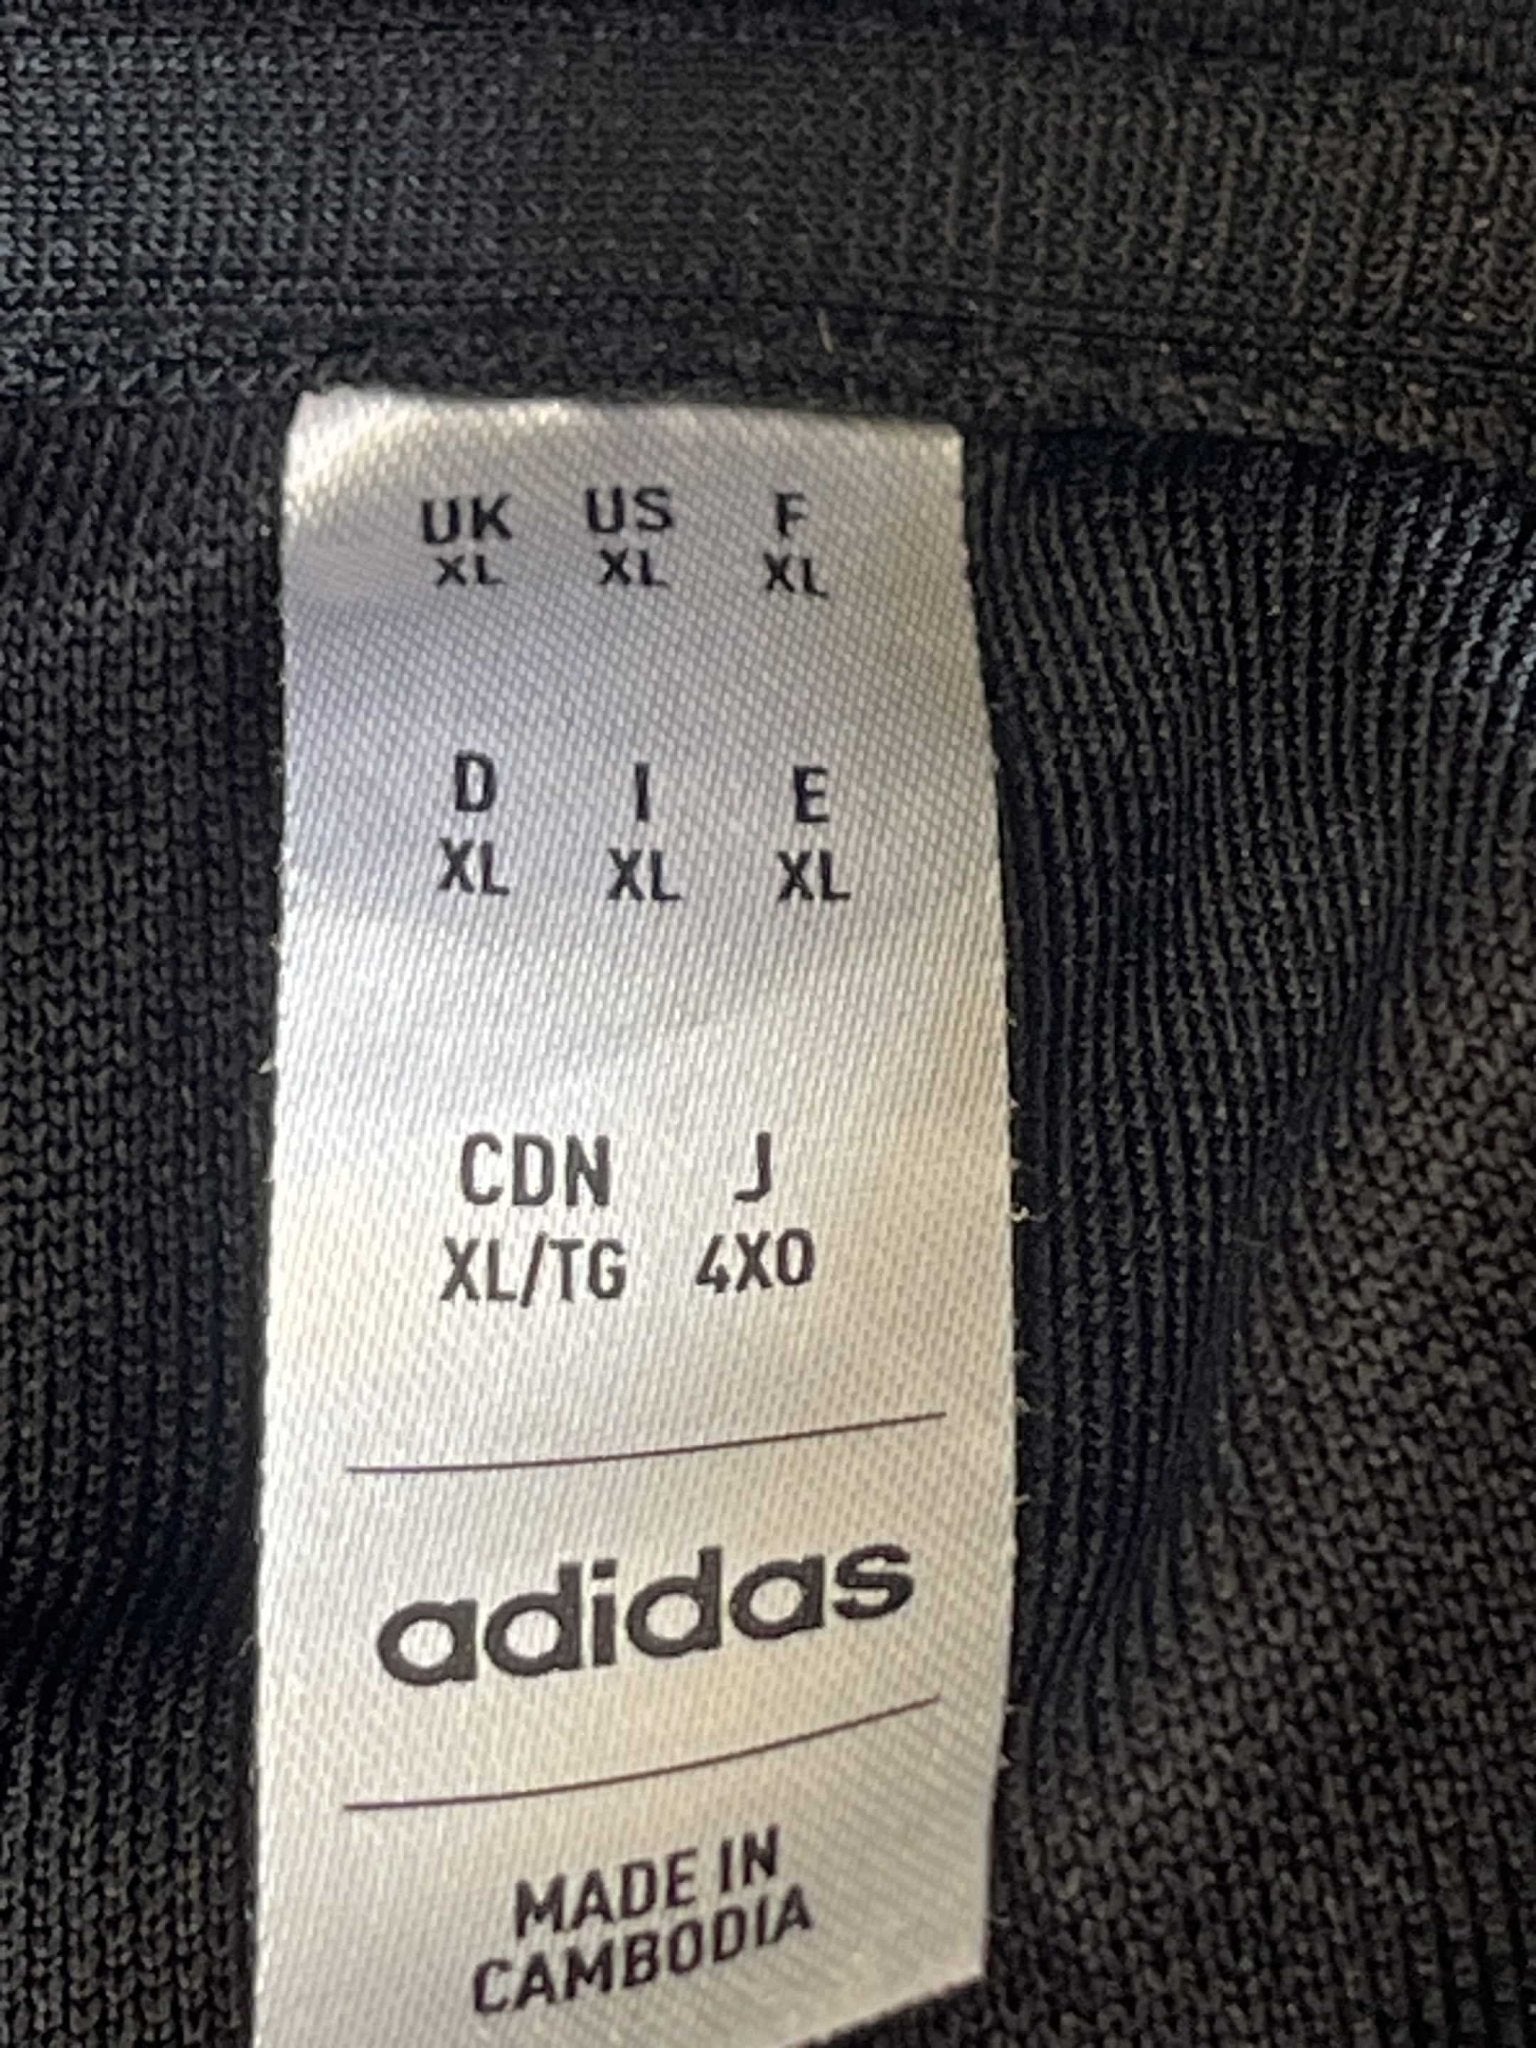 UK US F
XL XL XL
D I E
XL XL XL
CDN J
XL/TG 4XO
adidas
MADE IN
CAMBODIA